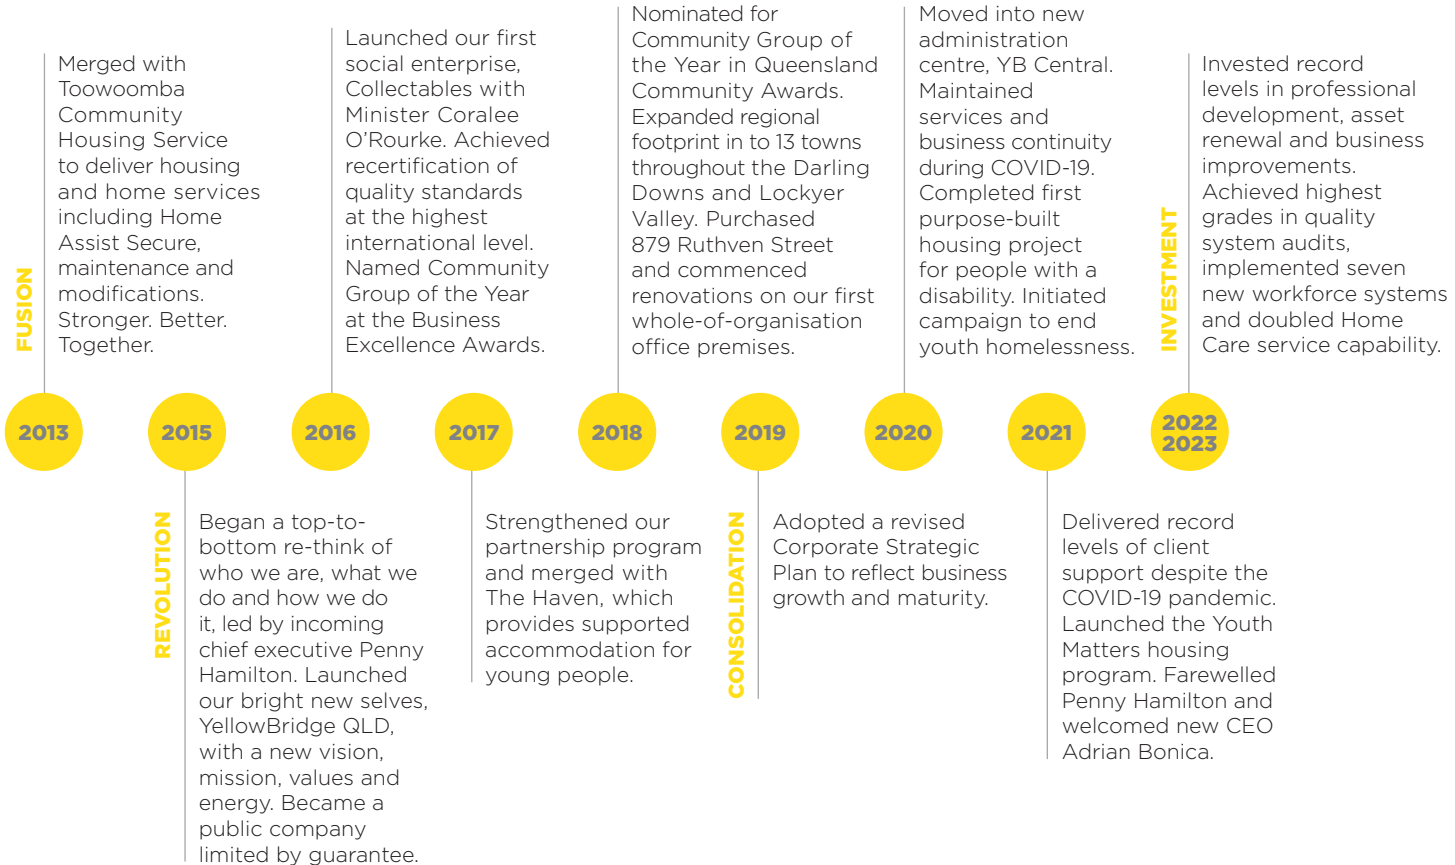 FUSION
Merged with
Toowoomba
Community
Housing Service
to deliver housing
and home services
including Home
Assist Secure,
maintenance and
modifications.
Stronger. Better.
Together.
2013
2015
REVOLUTION
Began a top-to-
bottom re-think of
who we are, what we
do and how we do
it, led by incoming
chief executive Penny
Hamilton. Launched
our bright new selves,
YellowBridge QLD,
with a new vision,
mission, values and
energy. Became a
public company
limited by guarantee.
Launched our first
social enterprise,
Collectables with
Minister Coralee
O’Rourke. Achieved
recertification of
quality standards
at the highest
international level.
Named Community
Group of the Year
at the Business
Excellence Awards.
2016
2017
Strengthened our
partnership program
and merged with
The Haven, which
provides supported
accommodation for
young people.
Nominated for
Community Group of
the Year in Queensland
Community Awards.
Expanded regional
footprint in to 13 towns
throughout the Darling
Downs and Lockyer
Valley. Purchased
879 Ruthven Street
and commenced
renovations on our first
whole-of-organisation
office premises.
2018
2019
CONSOLIDATION
Adopted a revised
Corporate Strategic
Plan to reflect business
growth and maturity.
Moved into new
administration
centre, YB Central.
Maintained
services and
business continuity
during COVID-19.
Completed first
purpose-built
housing project
for people with a
disability. Initiated
campaign to end
youth homelessness.
2020
2021
Delivered record
levels of client
support despite the
COVID-19 pandemic.
Launched the Youth
Matters housing
program. Farewelled
Penny Hamilton and
welcomed new CEO
Adrian Bonica.
INVESTMENT
Invested record
levels in professional
development, asset
renewal and business
improvements.
Achieved highest
grades in quality
system audits,
implemented seven
new workforce systems
and doubled Home
Care service capability.
2022
2023